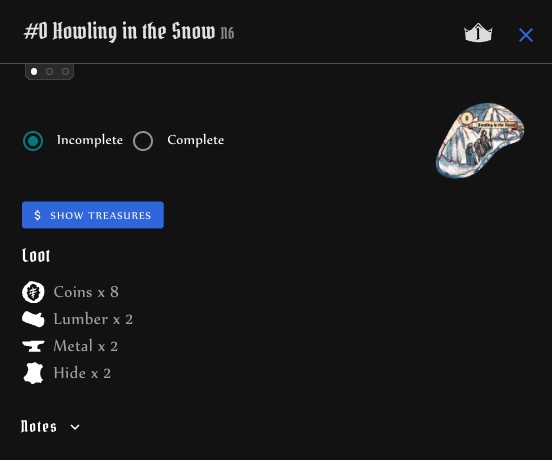 #0 Howling in the Snow N6
1
Incomplete
Complete
0
Howling in the Snow
$ SHOW TREASURES
Loot
Coins x 8
Lumber x 2
Metal x 2
Hide x 2
Notes